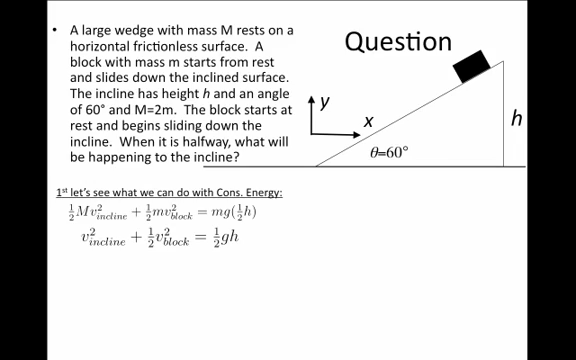 Question
• A large wedge with mass M rests on a
horizontal frictionless surface. A
block with mass m starts from rest
and slides down the inclined surface.
The incline has height h and an angle
of 60° and M=2m. The block starts at
rest and begins sliding down the
incline. When it is halfway, what will
be happening to the incline?
y
x
h
θ=60°
1st let's see what we can do with Cons. Energy:
½Mv²incline + ½mv²block = mg(½h)
v²incline + ½v²block = ½gh